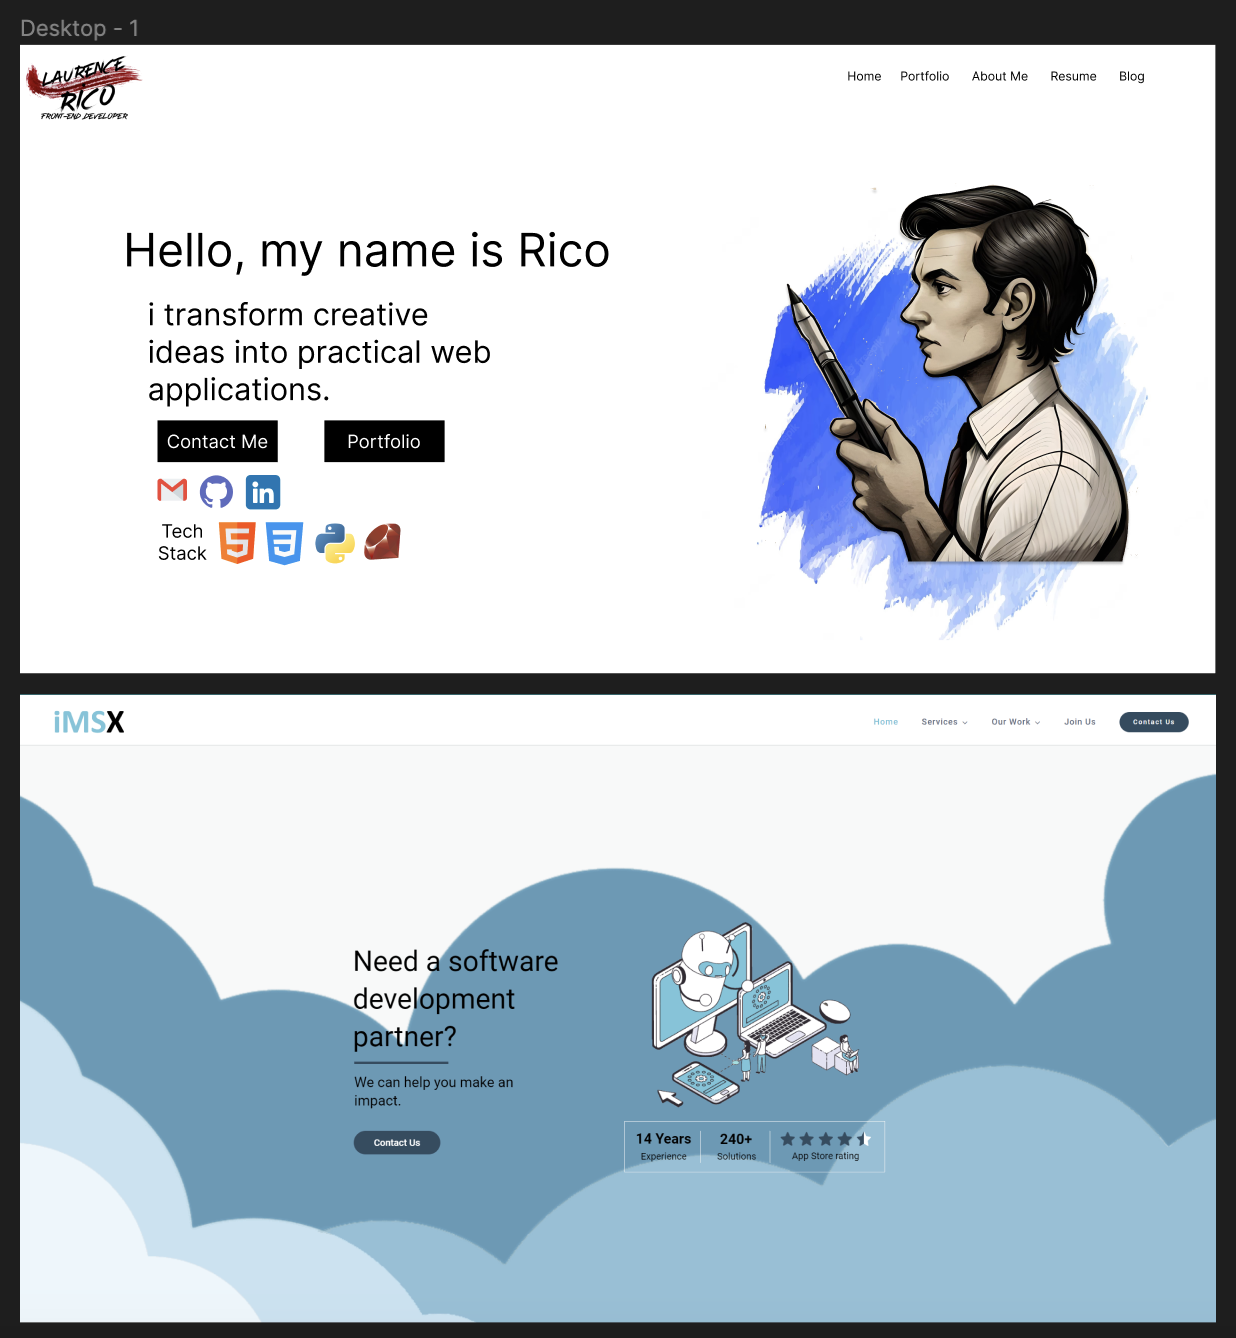 Desktop - 1
LAURENCE
RICO
FRONT-END DEVELOPER
Home Portfolio About Me Resume Blog
Hello, my name is Rico
i transform creative
ideas into practical web
applications.
Contact Me Portfolio
in
Tech
Stack
5 3
iMSX
Home Services Our Work Join Us Contact Us
Need a software
development
partner?
We can help you make an
impact.
Contact Us
14 Years 240+
Experience Solutions App Store rating